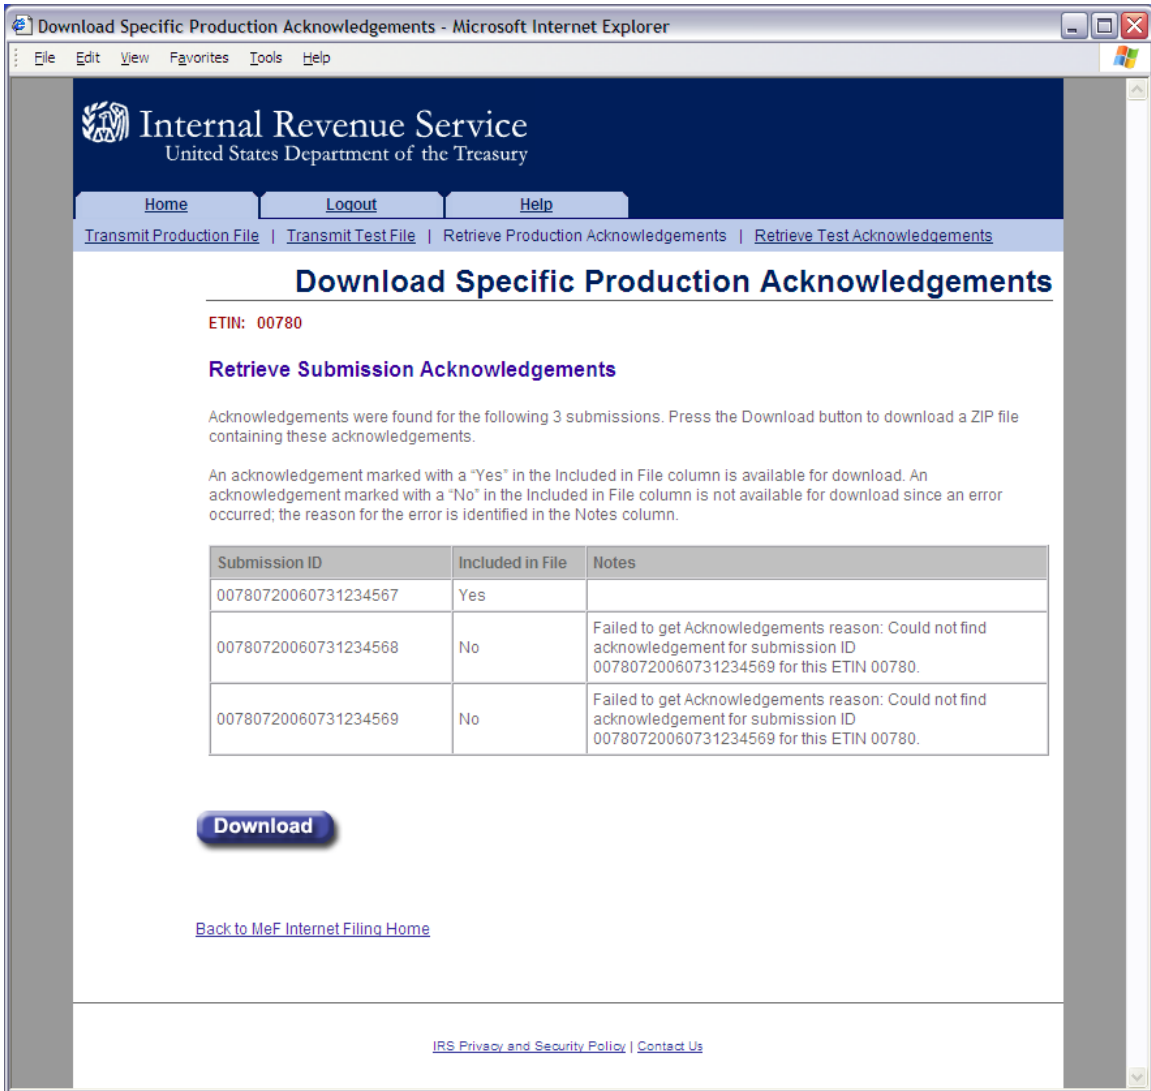 Download Specific Production Acknowledgements - Microsoft Internet Explorer
File Edit View Favorites Tools Help
Internal Revenue Service
United States Department of the Treasury
Home Logout Help
Transmit Production File | Transmit Test File | Retrieve Production Acknowledgements | Retrieve Test Acknowledgements
Download Specific Production Acknowledgements
ETIN: 00780
Retrieve Submission Acknowledgements
Acknowledgements were found for the following 3 submissions. Press the Download button to download a ZIP file
containing these acknowledgements.
An acknowledgement marked with a “Yes” in the Included in File column is available for download. An
acknowledgement marked with a “No” in the Included in File column is not available for download since an error
occurred; the reason for the error is identified in the Notes column.
Submission ID Included in File Notes
00780720060731234567 Yes
00780720060731234568 No Failed to get Acknowledgements reason: Could not find
acknowledgement for submission ID
00780720060731234569 for this ETIN 00780.
00780720060731234569 No Failed to get Acknowledgements reason: Could not find
acknowledgement for submission ID
00780720060731234569 for this ETIN 00780.
Download
Back to MeF Internet Filing Home
IRS Privacy and Security Policy | Contact Us